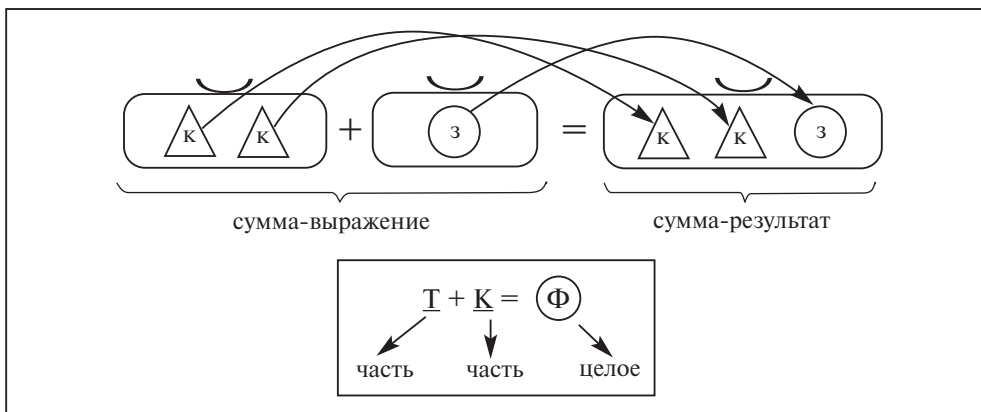 К К + З = К К З
сумма-выражение сумма-результат
Т + К = Ф
часть часть целое